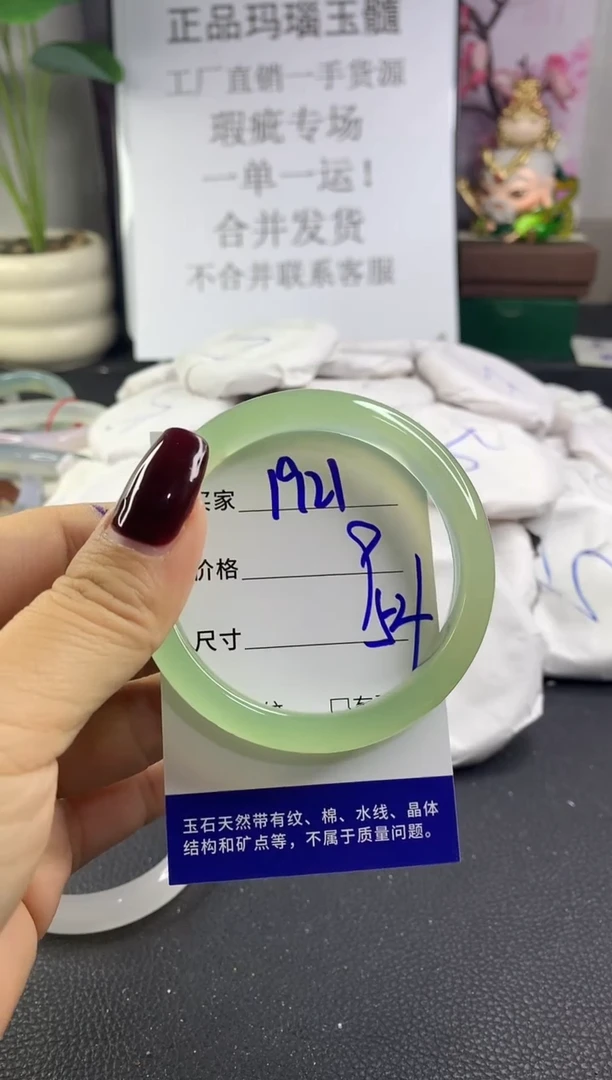 正品玛瑙玉髓
工厂直销一手货源
瑕疵专场
一单一运!
合并发货
不合并联系客服
买家 1921
价格
尺寸 54
玉石天然带有纹、棉、水线、晶体
结构和矿点等，不属于质量问题。